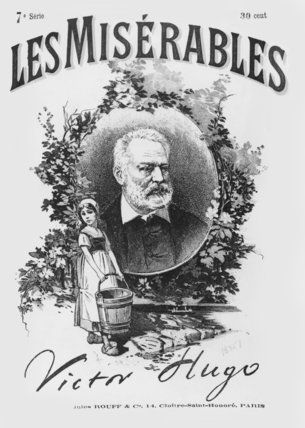 7e Série 30 cent
LES MISÉRABLES
Victor Hugo
Jules ROUFF & Cie, 14, Cloître-Saint-Honoré, PARIS